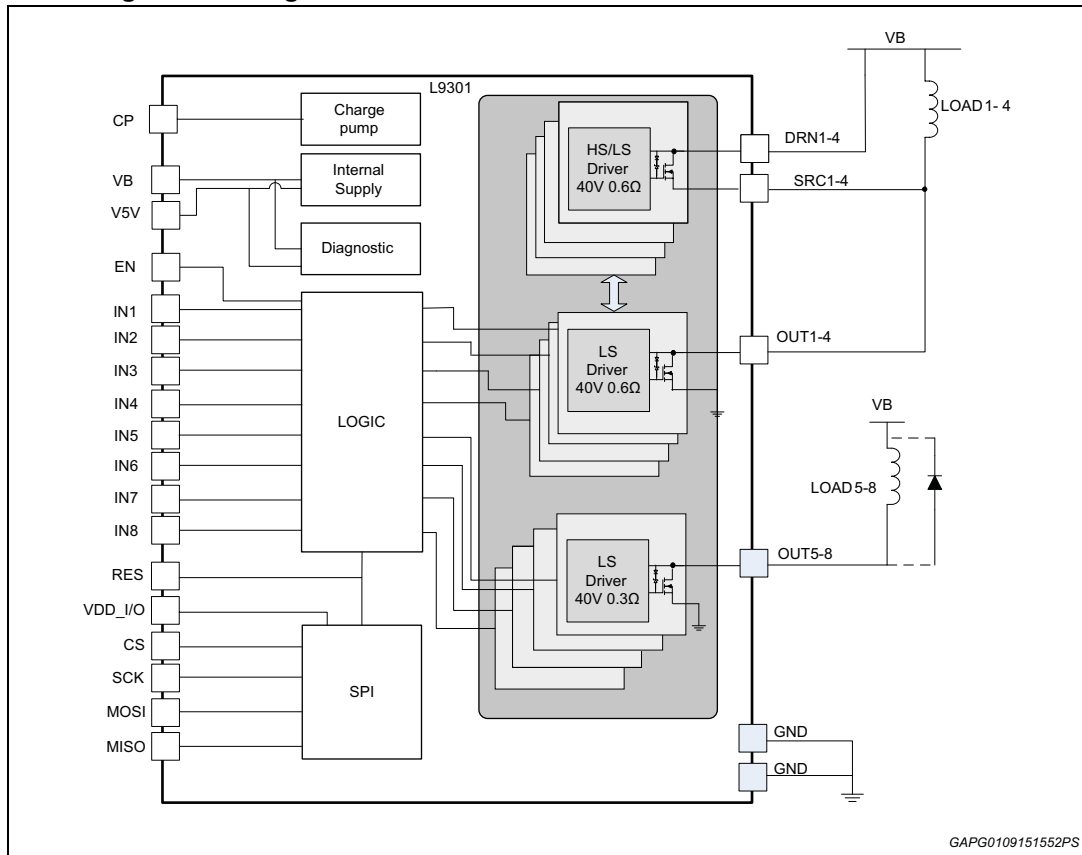 L9301
CP
VB
V5V
EN
IN1
IN2
IN3
IN4
IN5
IN6
IN7
IN8
RES
VDD_I/O
CS
SCK
MOSI
MISO
Charge
pump
Internal
Supply
Diagnostic
LOGIC
SPI
HS/LS
Driver
40V 0.6Ω
LS
Driver
40V 0.6Ω
LS
Driver
40V 0.3Ω
VB
LOAD 1- 4
DRN1-4
SRC1-4
OUT1-4
VB
LOAD 5-8
OUT5-8
GND
GND
GAPG0109151552PS